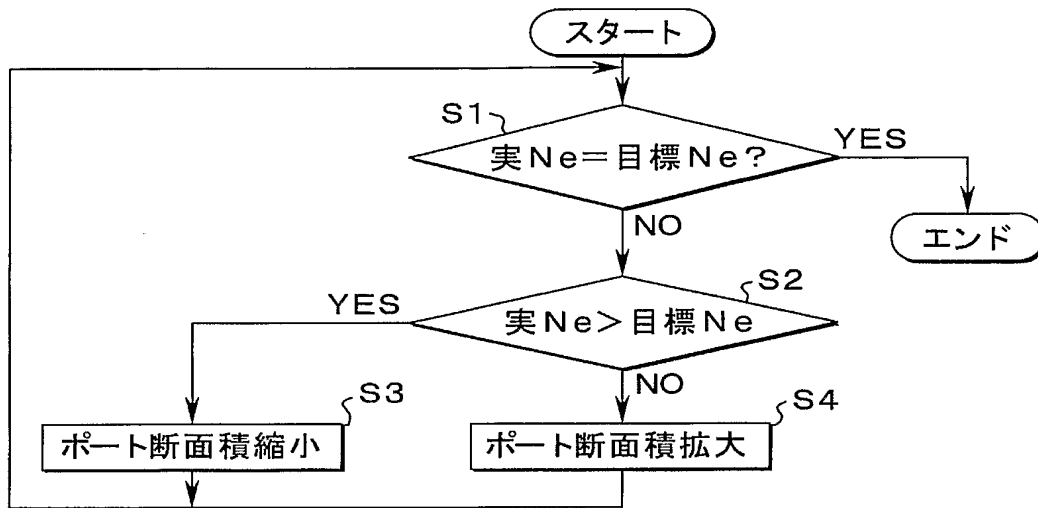 スタート
S1
実Ne=目標Ne?
YES
エンド
NO
S2
YES
実Ne>目標Ne
NO
S3
S4
ポート断面積縮小
ポート断面積拡大